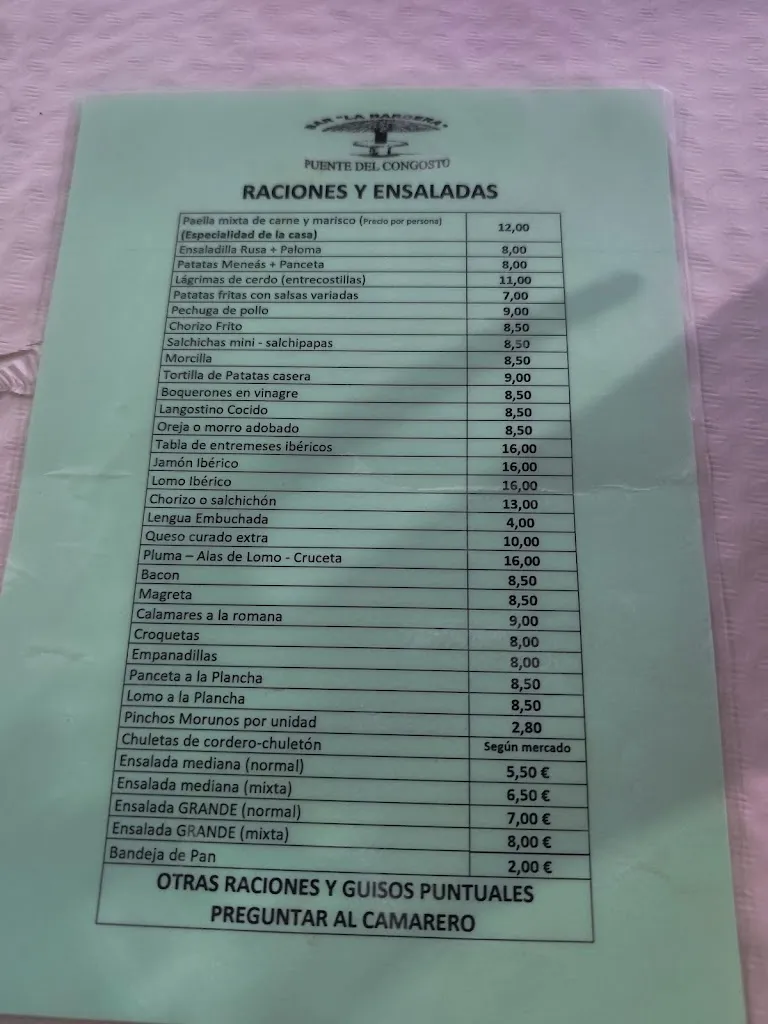 BAR "LA BARDERA"
PUENTE DEL CONGOSTO
RACIONES Y ENSALADAS
Paella mixta de carne y marisco (Precio por persona)
(Especialidad de la casa) 12,00
Ensaladilla Rusa + Paloma 8,00
Patatas Meneás + Panceta 8,00
Lágrimas de cerdo (entrecostillas) 11,00
Patatas fritas con salsas variadas 7,00
Pechuga de pollo 9,00
Chorizo Frito 8,50
Salchichas mini - salchipapas 8,50
Morcilla 8,50
Tortilla de Patatas casera 9,00
Boquerones en vinagre 8,50
Langostino Cocido 8,50
Oreja o morro adobado 8,50
Tabla de entremeses ibéricos 16,00
Jamón Ibérico 16,00
Lomo Ibérico 16,00
Chorizo o salchichón 13,00
Lengua Embuchada 4,00
Queso curado extra 10,00
Pluma – Alas de Lomo - Cruceta 16,00
Bacon 8,50
Magreta 8,50
Calamares a la romana 9,00
Croquetas 8,00
Empanadillas 8,00
Panceta a la Plancha 8,50
Lomo a la Plancha 8,50
Pinchos Morunos por unidad 2,80
Chuletas de cordero-chuletón Según mercado
Ensalada mediana (normal) 5,50 €
Ensalada mediana (mixta) 6,50 €
Ensalada GRANDE (normal) 7,00 €
Ensalada GRANDE (mixta) 8,00 €
Bandeja de Pan 2,00 €
OTRAS RACIONES Y GUISOS PUNTUALES
PREGUNTAR AL CAMARERO